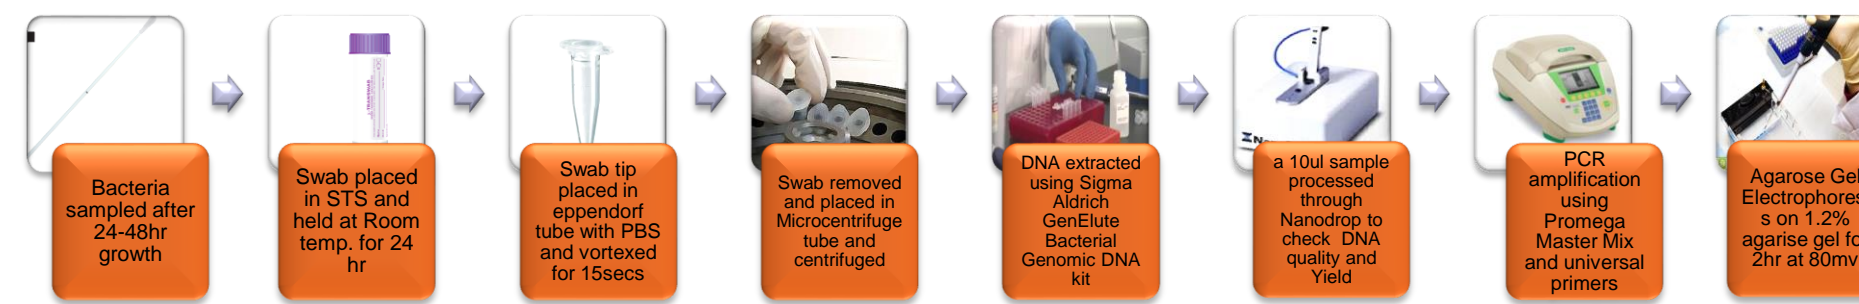 Bacteria
sampled after
24-48hr
growth
Swab placed
in STS and
held at Room
temp. for 24
hr
Swab tip
placed in
eppendorf
tube with PBS
and vortexed
for 15secs
Swab removed
and placed in
Microcentrifuge
tube and
centrifuged
DNA extracted
using Sigma
Aldrich
GenElute
Bacterial
Genomic DNA
kit
a 10ul sample
processed
through
Nanodrop to
check DNA
quality and
Yield
PCR
amplification
using
Promega
Master Mix
and universal
primers
Agarose Gel
Electrophores
s on 1.2%
agarise gel fo
2hr at 80mv